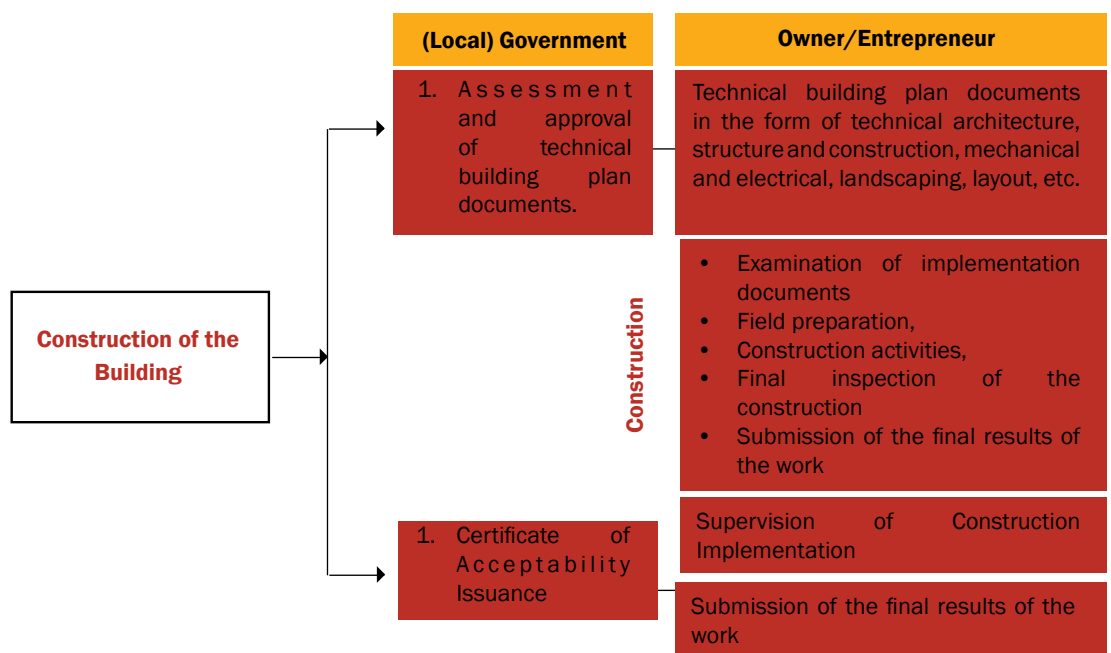 (Local) Government
Owner/Entrepreneur
1. Assessment
and approval
of technical
building plan
documents.
Technical building plan documents
in the form of technical architecture,
structure and construction, mechanical
and electrical, landscaping, layout, etc.
Construction of the
Building
Construction
• Examination of implementation
documents
• Field preparation,
• Construction activities,
• Final inspection of the
construction
• Submission of the final results of
the work
1. Certificate of
Acceptability
Issuance
Supervision of Construction
Implementation
Submission of the final results of the
work